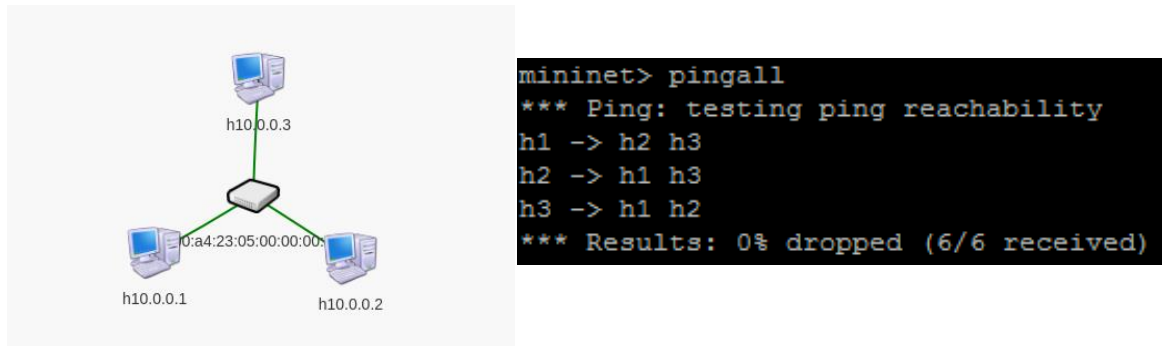 h10.0.0.3
0:a4:23:05:00:00:00:
h10.0.0.1
h10.0.0.2
mininet> pingall
*** Ping: testing ping reachability
h1 -> h2 h3
h2 -> h1 h3
h3 -> h1 h2
*** Results: 0% dropped (6/6 received)